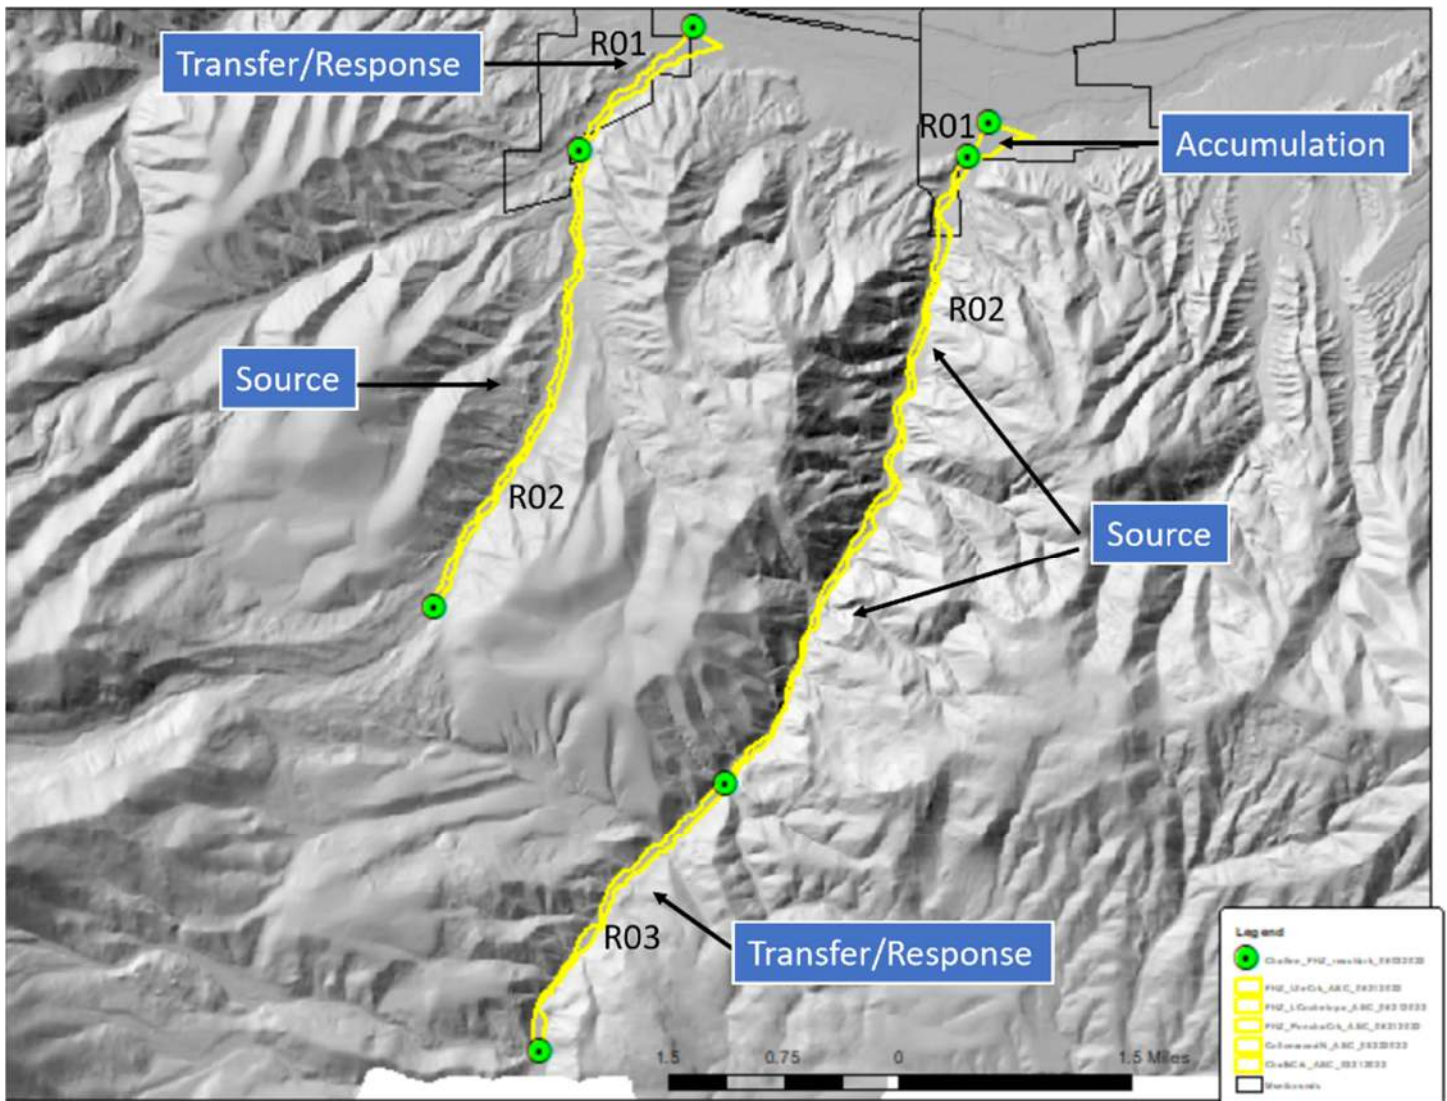 R01
Transfer/Response
R01
Accumulation
R02
Source
R02
Source
R03
Transfer/Response
1.5 0.75 0 1.5 Miles
Legend